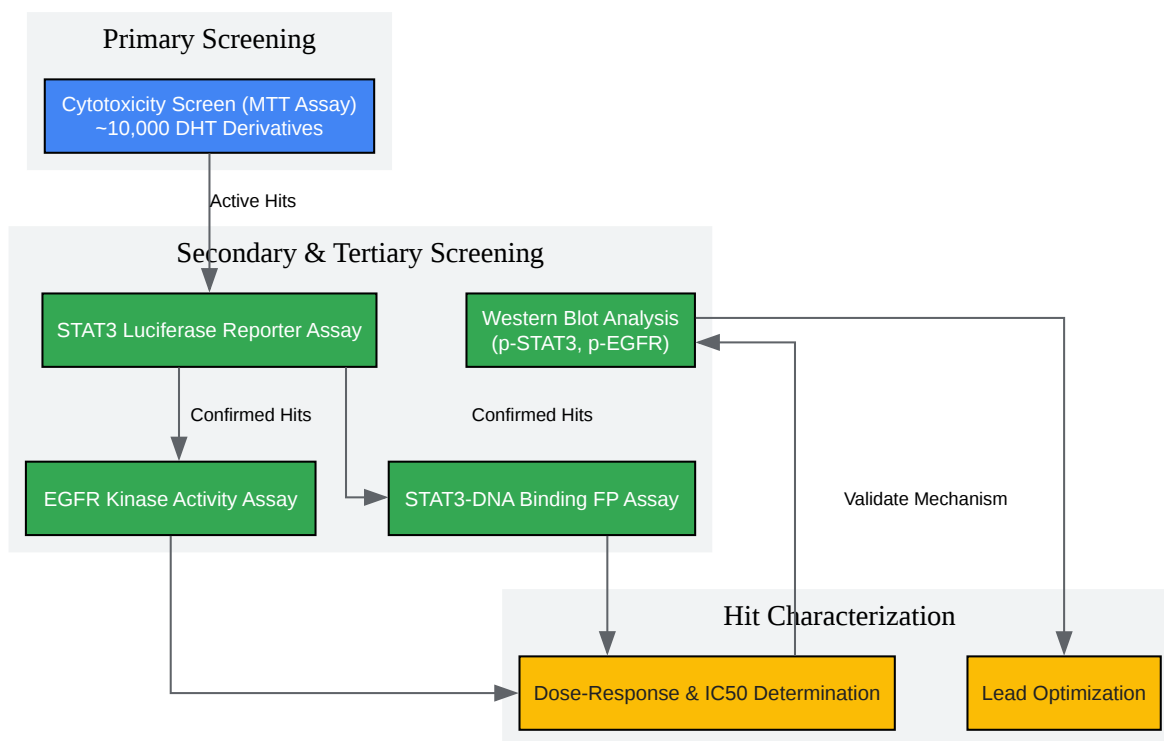 Primary Screening
Cytotoxicity Screen (MTT Assay)
~10,000 DHT Derivatives
Active Hits
Secondary & Tertiary Screening
STAT3 Luciferase Reporter Assay
Western Blot Analysis
(p-STAT3, p-EGFR)
Confirmed Hits
Confirmed Hits
EGFR Kinase Activity Assay
STAT3-DNA Binding FP Assay
Validate Mechanism
Hit Characterization
Dose-Response & IC50 Determination
Lead Optimization